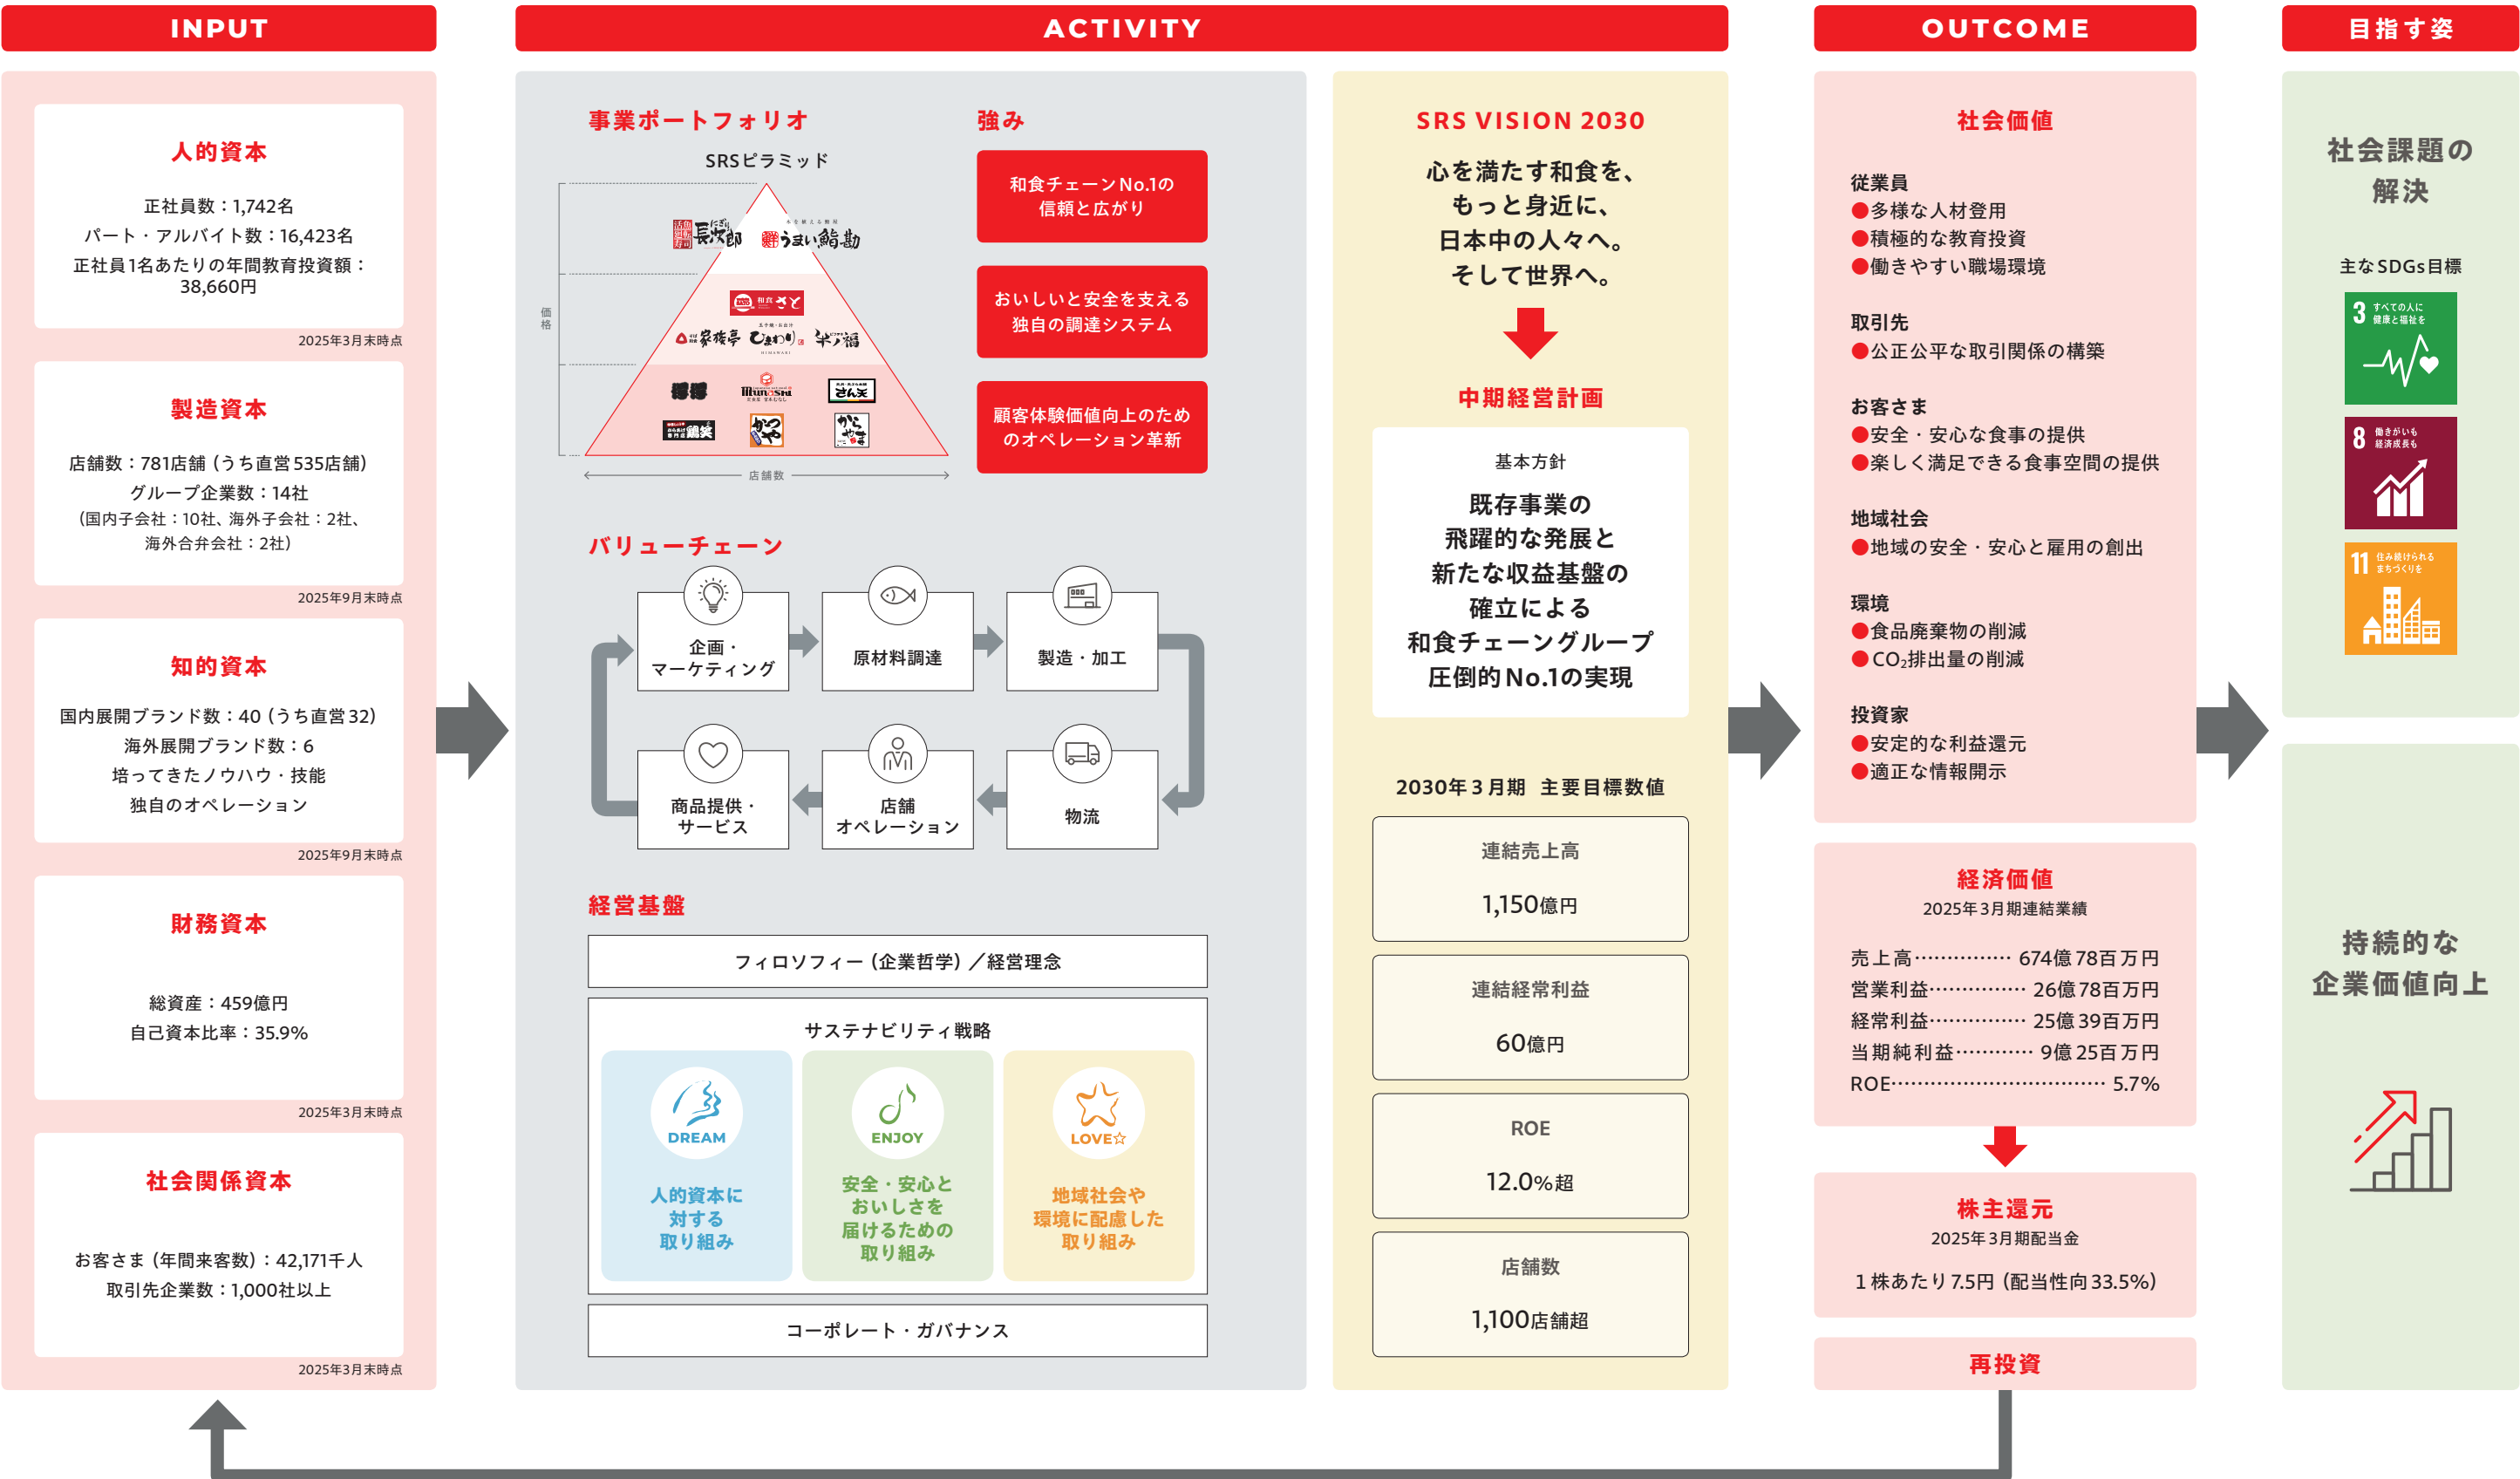 INPUT
人的資本
正社員数：1,742名
パート・アルバイト数：16,423名
正社員1名あたりの年間教育投資額：
38,660円
2025年3月末時点
製造資本
店舗数：781店舗（うち直営535店舗）
グループ企業数：14社
（国内子会社：10社、海外子会社：2社、
海外合弁会社：2社）
2025年9月末時点
知的資本
国内展開ブランド数：40（うち直営32）
海外展開ブランド数：6
培ってきたノウハウ・技能
独自のオペレーション
2025年9月末時点
財務資本
総資産：459億円
自己資本比率：35.9%
2025年3月末時点
社会関係資本
お客さま（年間来客数）：42,171千人
取引先企業数：1,000社以上
2025年3月末時点
ACTIVITY
事業ポートフォリオ
SRSピラミッド
価格
にぎり
長次郎
うまい鮨勘
和食さと
家族亭
ひまわり
HIMAWARI
さん天
鶏笑
かつや
からやま
店舗数
強み
和食チェーンNo.1の
信頼と広がり
おいしいと安全を支える
独自の調達システム
顧客体験価値向上のため
のオペレーション革新
バリューチェーン
企画・
マーケティング
原材料調達
製造・加工
商品提供・
サービス
店舗
オペレーション
物流
経営基盤
フィロソフィー（企業哲学）／経営理念
サステナビリティ戦略
DREAM
人的資本に
対する
取り組み
ENJOY
安全・安心と
おいしさを
届けるための
取り組み
LOVE☆
地域社会や
環境に配慮した
取り組み
コーポレート・ガバナンス
SRS VISION 2030
心を満たす和食を、
もっと身近に、
日本中の人々へ。
そして世界へ。
中期経営計画
基本方針
既存事業の
飛躍的な発展と
新たな収益基盤の
確立による
和食チェーングループ
圧倒的No.1の実現
2030年3月期 主要目標数値
連結売上高
1,150億円
連結経常利益
60億円
ROE
12.0%超
店舗数
1,100店舗超
OUTCOME
社会価値
従業員
●多様な人材登用
●積極的な教育投資
●働きやすい職場環境
取引先
●公正公平な取引関係の構築
お客さま
●安全・安心な食事の提供
●楽しく満足できる食事空間の提供
地域社会
●地域の安全・安心と雇用の創出
環境
●食品廃棄物の削減
●CO₂排出量の削減
投資家
●安定的な利益還元
●適正な情報開示
経済価値
2025年3月期連結業績
売上高…………… 674億78百万円
営業利益…………… 26億78百万円
経常利益…………… 25億39百万円
当期純利益………… 9億25百万円
ROE…………………………… 5.7%
株主還元
2025年3月期配当金
1株あたり7.5円（配当性向33.5%）
再投資
目指す姿
社会課題の
解決
主なSDGs目標
3 すべての人に
健康と福祉を
8 働きがいも
経済成長も
11 住み続けられる
まちづくりを
持続的な
企業価値向上